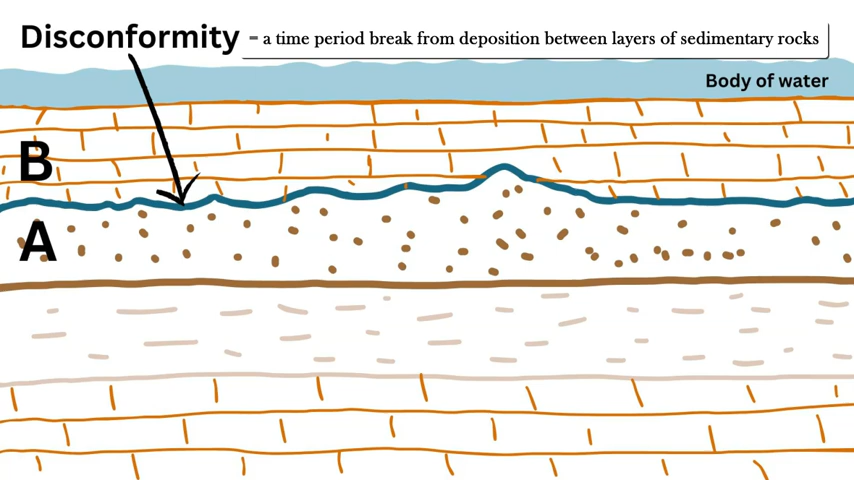 Disconformity = a time period break from deposition between layers of sedimentary rocks
Body of water
B
A